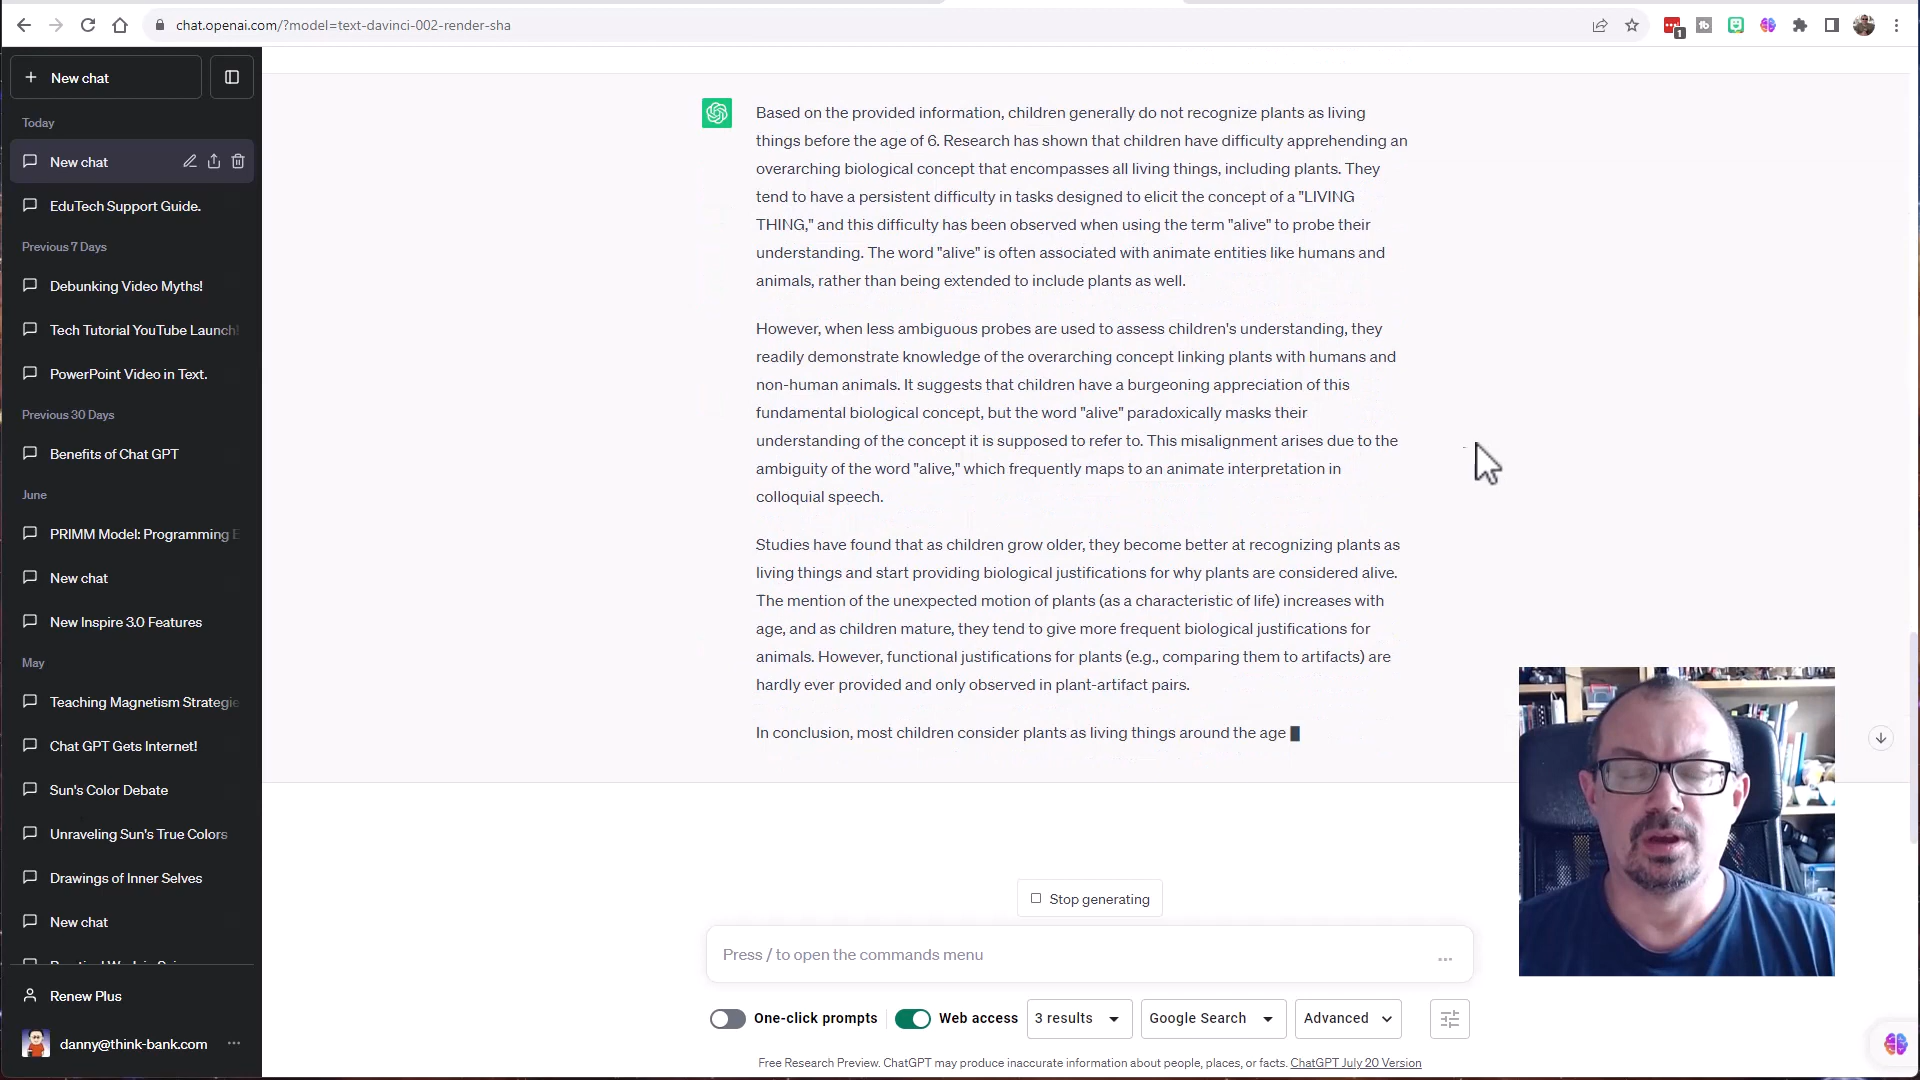 chat.openai.com/?model=text-davinci-002-render-sha
1
New chat
Today
New chat
EduTech Support Guide.
Previous 7 Days
Debunking Video Myths!
Tech Tutorial YouTube Launch!
PowerPoint Video in Text.
Previous 30 Days
Benefits of Chat GPT
June
PRIMM Model: Programming E
New chat
New Inspire 3.0 Features
May
Teaching Magnetism Strategie
Chat GPT Gets Internet!
Sun's Color Debate
Unraveling Sun's True Colors
Drawings of Inner Selves
New chat
Renew Plus
danny@think-bank.com
Based on the provided information, children generally do not recognize plants as living
things before the age of 6. Research has shown that children have difficulty apprehending an
overarching biological concept that encompasses all living things, including plants. They
tend to have a persistent difficulty in tasks designed to elicit the concept of a "LIVING
THING," and this difficulty has been observed when using the term "alive" to probe their
understanding. The word "alive" is often associated with animate entities like humans and
animals, rather than being extended to include plants as well.
However, when less ambiguous probes are used to assess children's understanding, they
readily demonstrate knowledge of the overarching concept linking plants with humans and
non-human animals. It suggests that children have a burgeoning appreciation of this
fundamental biological concept, but the word "alive" paradoxically masks their
understanding of the concept it is supposed to refer to. This misalignment arises due to the
ambiguity of the word "alive," which frequently maps to an animate interpretation in
colloquial speech.
Studies have found that as children grow older, they become better at recognizing plants as
living things and start providing biological justifications for why plants are considered alive.
The mention of the unexpected motion of plants (as a characteristic of life) increases with
age, and as children mature, they tend to give more frequent biological justifications for
animals. However, functional justifications for plants (e.g., comparing them to artifacts) are
hardly ever provided and only observed in plant-artifact pairs.
In conclusion, most children consider plants as living things around the age
Stop generating
Press / to open the commands menu
One-click prompts
Web access
3 results
Google Search
Advanced
Free Research Preview. ChatGPT may produce inaccurate information about people, places, or facts. ChatGPT July 20 Version